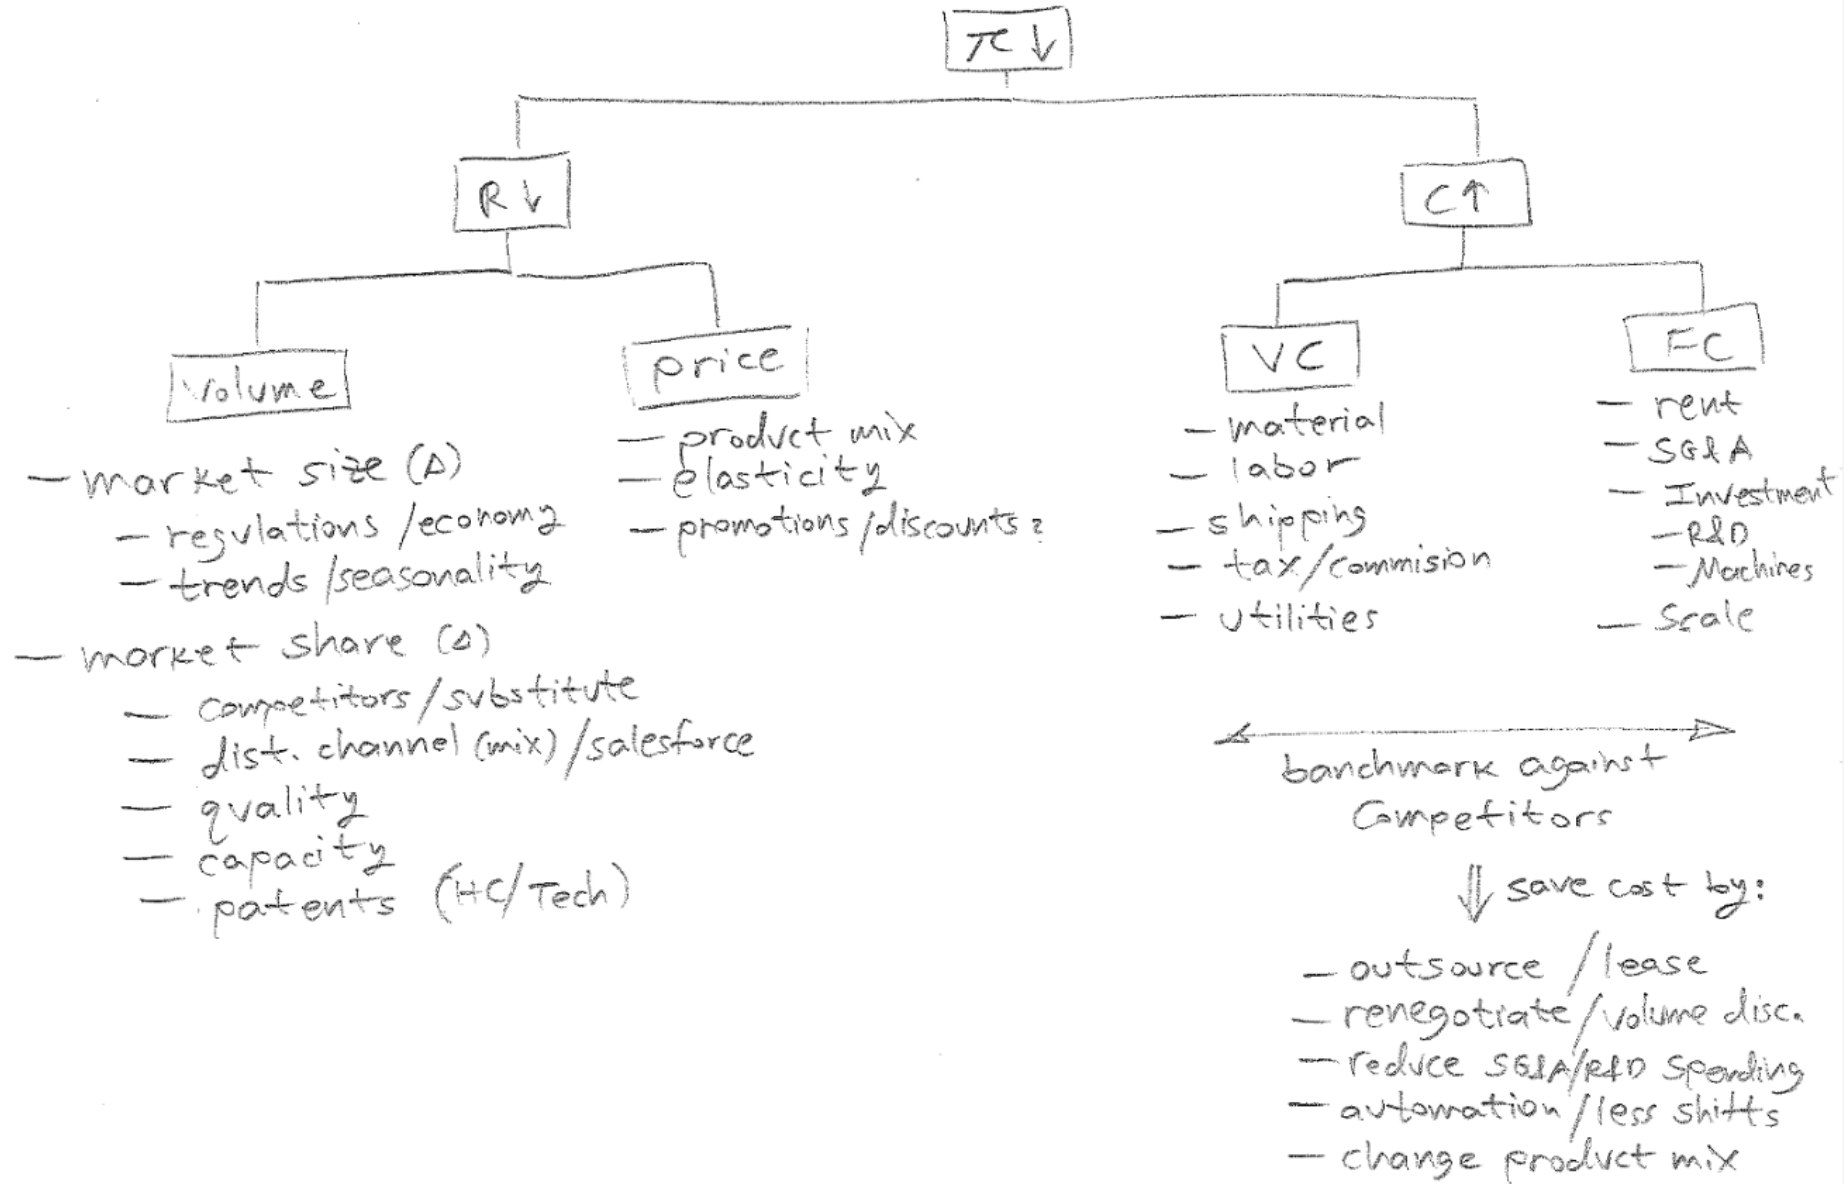 π ↓
R ↓
C ↑
Volume
price
VC
FC
– market size (Δ)
– regulations / economy
– trends / seasonality
– market share (Δ)
– competitors / substitute
– dist. channel (mix) / salesforce
– quality
– capacity
– patents (HC/Tech)
– product mix
– elasticity
– promotions / discounts?
– material
– labor
– shipping
– tax/commision
– utilities
– rent
– SG&A
– Investment
– R&D
– Machines
– Scale
banchmark against
Competitors
⇓ save cost by:
– outsource / lease
– renegotiate / volume disc.
– reduce SG&A/R&D spending
– automation / less shifts
– change product mix